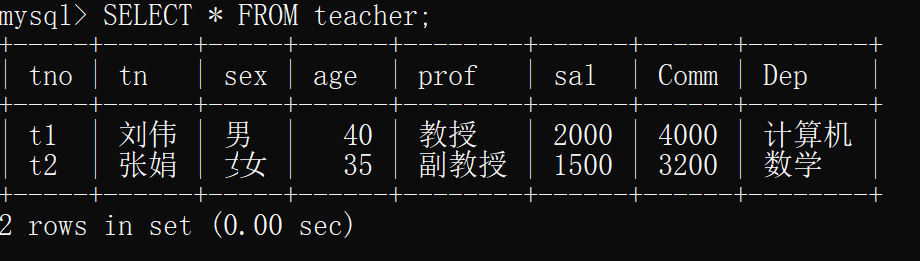 mysql> SELECT * FROM teacher;
+-----+------+-----+------+--------+------+------+--------+
| tno | tn | sex | age | prof | sal | Comm | Dep |
+-----+------+-----+------+--------+------+------+--------+
| t1 | 刘伟 | 男 | 40 | 教授 | 2000 | 4000 | 计算机 |
| t2 | 张娟 | 女 | 35 | 副教授 | 1500 | 3200 | 数学 |
+-----+------+-----+------+--------+------+------+--------+
2 rows in set (0.00 sec)